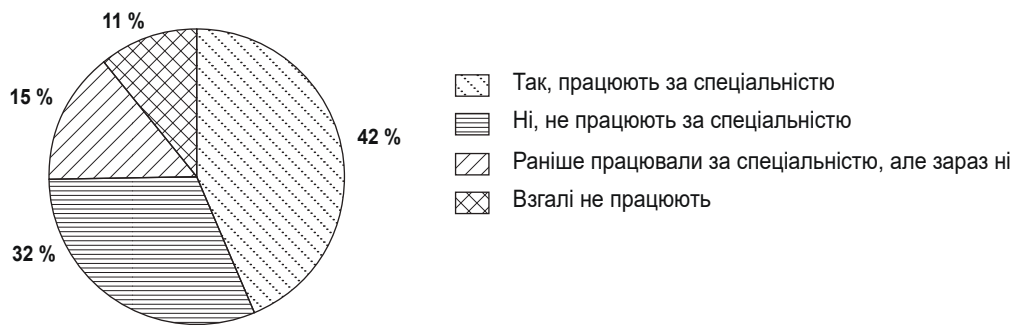 11 %
15 %
42 %
32 %
Так, працюють за спеціальністю
Ні, не працюють за спеціальністю
Раніше працювали за спеціальністю, але зараз ні
Взгалі не працюють